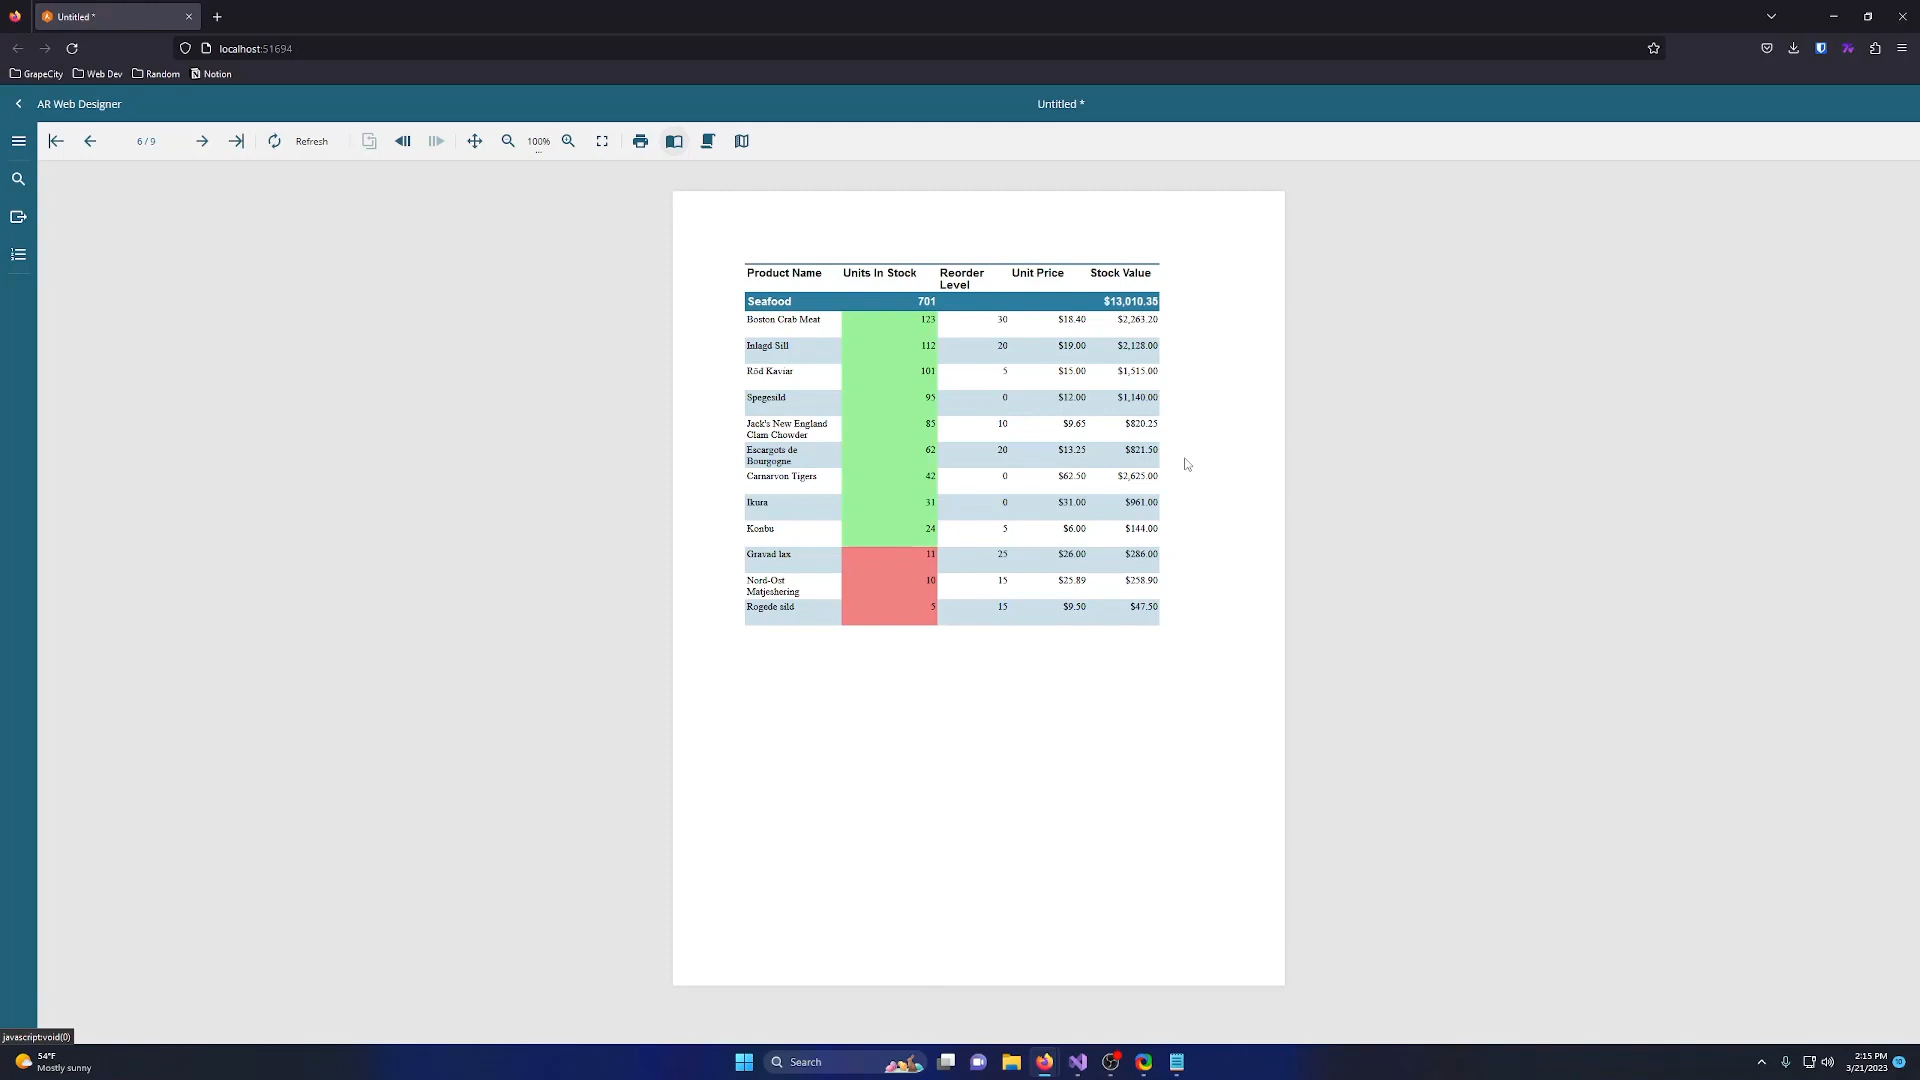 Untitled *
localhost:51694
GrapeCity Web Dev Random Notion
AR Web Designer
Untitled *
6 / 9 Refresh 100%
Product Name Units In Stock Reorder Level Unit Price Stock Value
Seafood 701 $13,010.35
Boston Crab Meat 123 30 $18.40 $2,263.20
Inlagd Sill 112 20 $19.00 $2,128.00
Röd Kaviar 101 5 $15.00 $1,515.00
Spegesild 95 0 $12.00 $1,140.00
Jack's New England Clam Chowder 85 10 $9.65 $820.25
Escargots de Bourgogne 62 20 $13.25 $821.50
Carnarvon Tigers 42 0 $62.50 $2,625.00
Ikura 31 0 $31.00 $961.00
Konbu 24 5 $6.00 $144.00
Gravad lax 11 25 $26.00 $286.00
Nord-Ost Matjeshering 10 15 $25.89 $258.90
Rogede sild 5 15 $9.50 $47.50
javascript:void(0)
54°F
Mostly sunny
Search
2:15 PM
3/21/2023